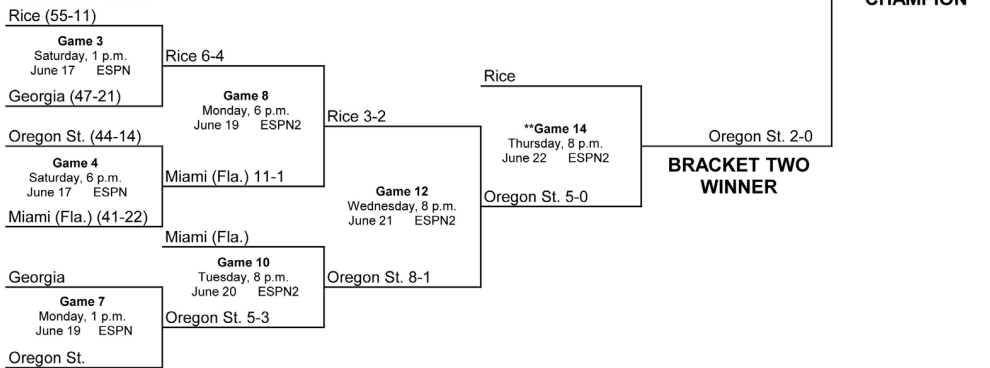 CHAMPION
Rice (55-11)
Game 3
Saturday, 1 p.m.
June 17 ESPN
Georgia (47-21)
Rice 6-4
Game 8
Monday, 6 p.m.
June 19 ESPN2
Oregon St. (44-14)
Game 4
Saturday, 6 p.m.
June 17 ESPN
Miami (Fla.) (41-22)
Miami (Fla.) 11-1
Rice 3-2
Game 12
Wednesday, 8 p.m.
June 21 ESPN2
Miami (Fla.)
Game 10
Tuesday, 8 p.m.
June 20 ESPN2
Georgia
Game 7
Monday, 1 p.m.
June 19 ESPN
Oregon St.
Oregon St. 5-3
Oregon St. 8-1
Rice
**Game 14
Thursday, 8 p.m.
June 22 ESPN2
Oregon St. 5-0
Oregon St. 2-0
BRACKET TWO
WINNER